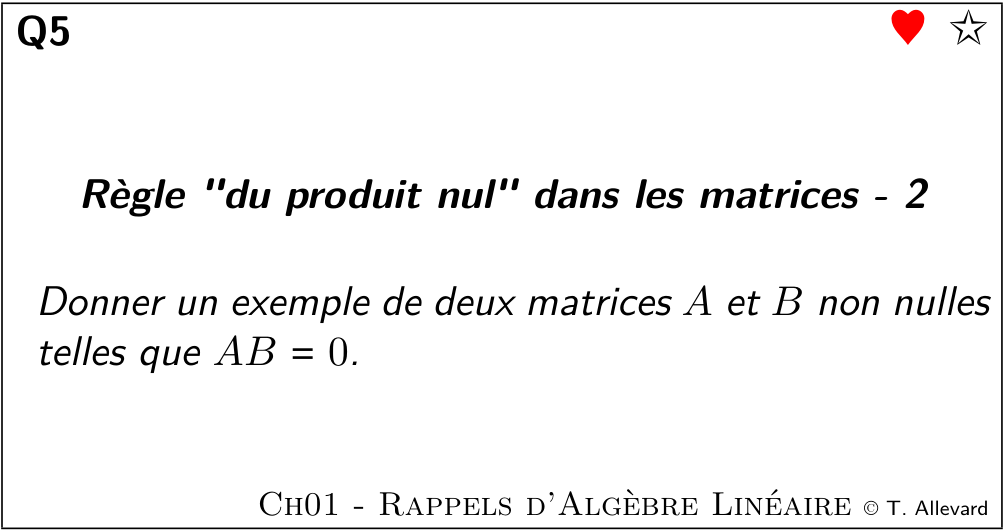 Q5
Règle "du produit nul" dans les matrices - 2
Donner un exemple de deux matrices A et B non nulles
telles que AB = 0.
Ch01 - Rappels d'Algèbre Linéaire © T. Allevard